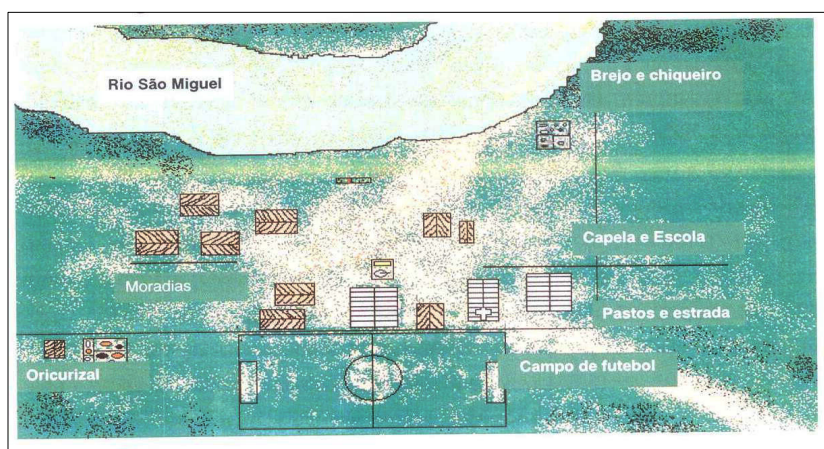 Rio São Miguel
Brejo e chiqueiro
Capela e Escola
Moradias
Pastos e estrada
Oricurizal
Campo de futebol